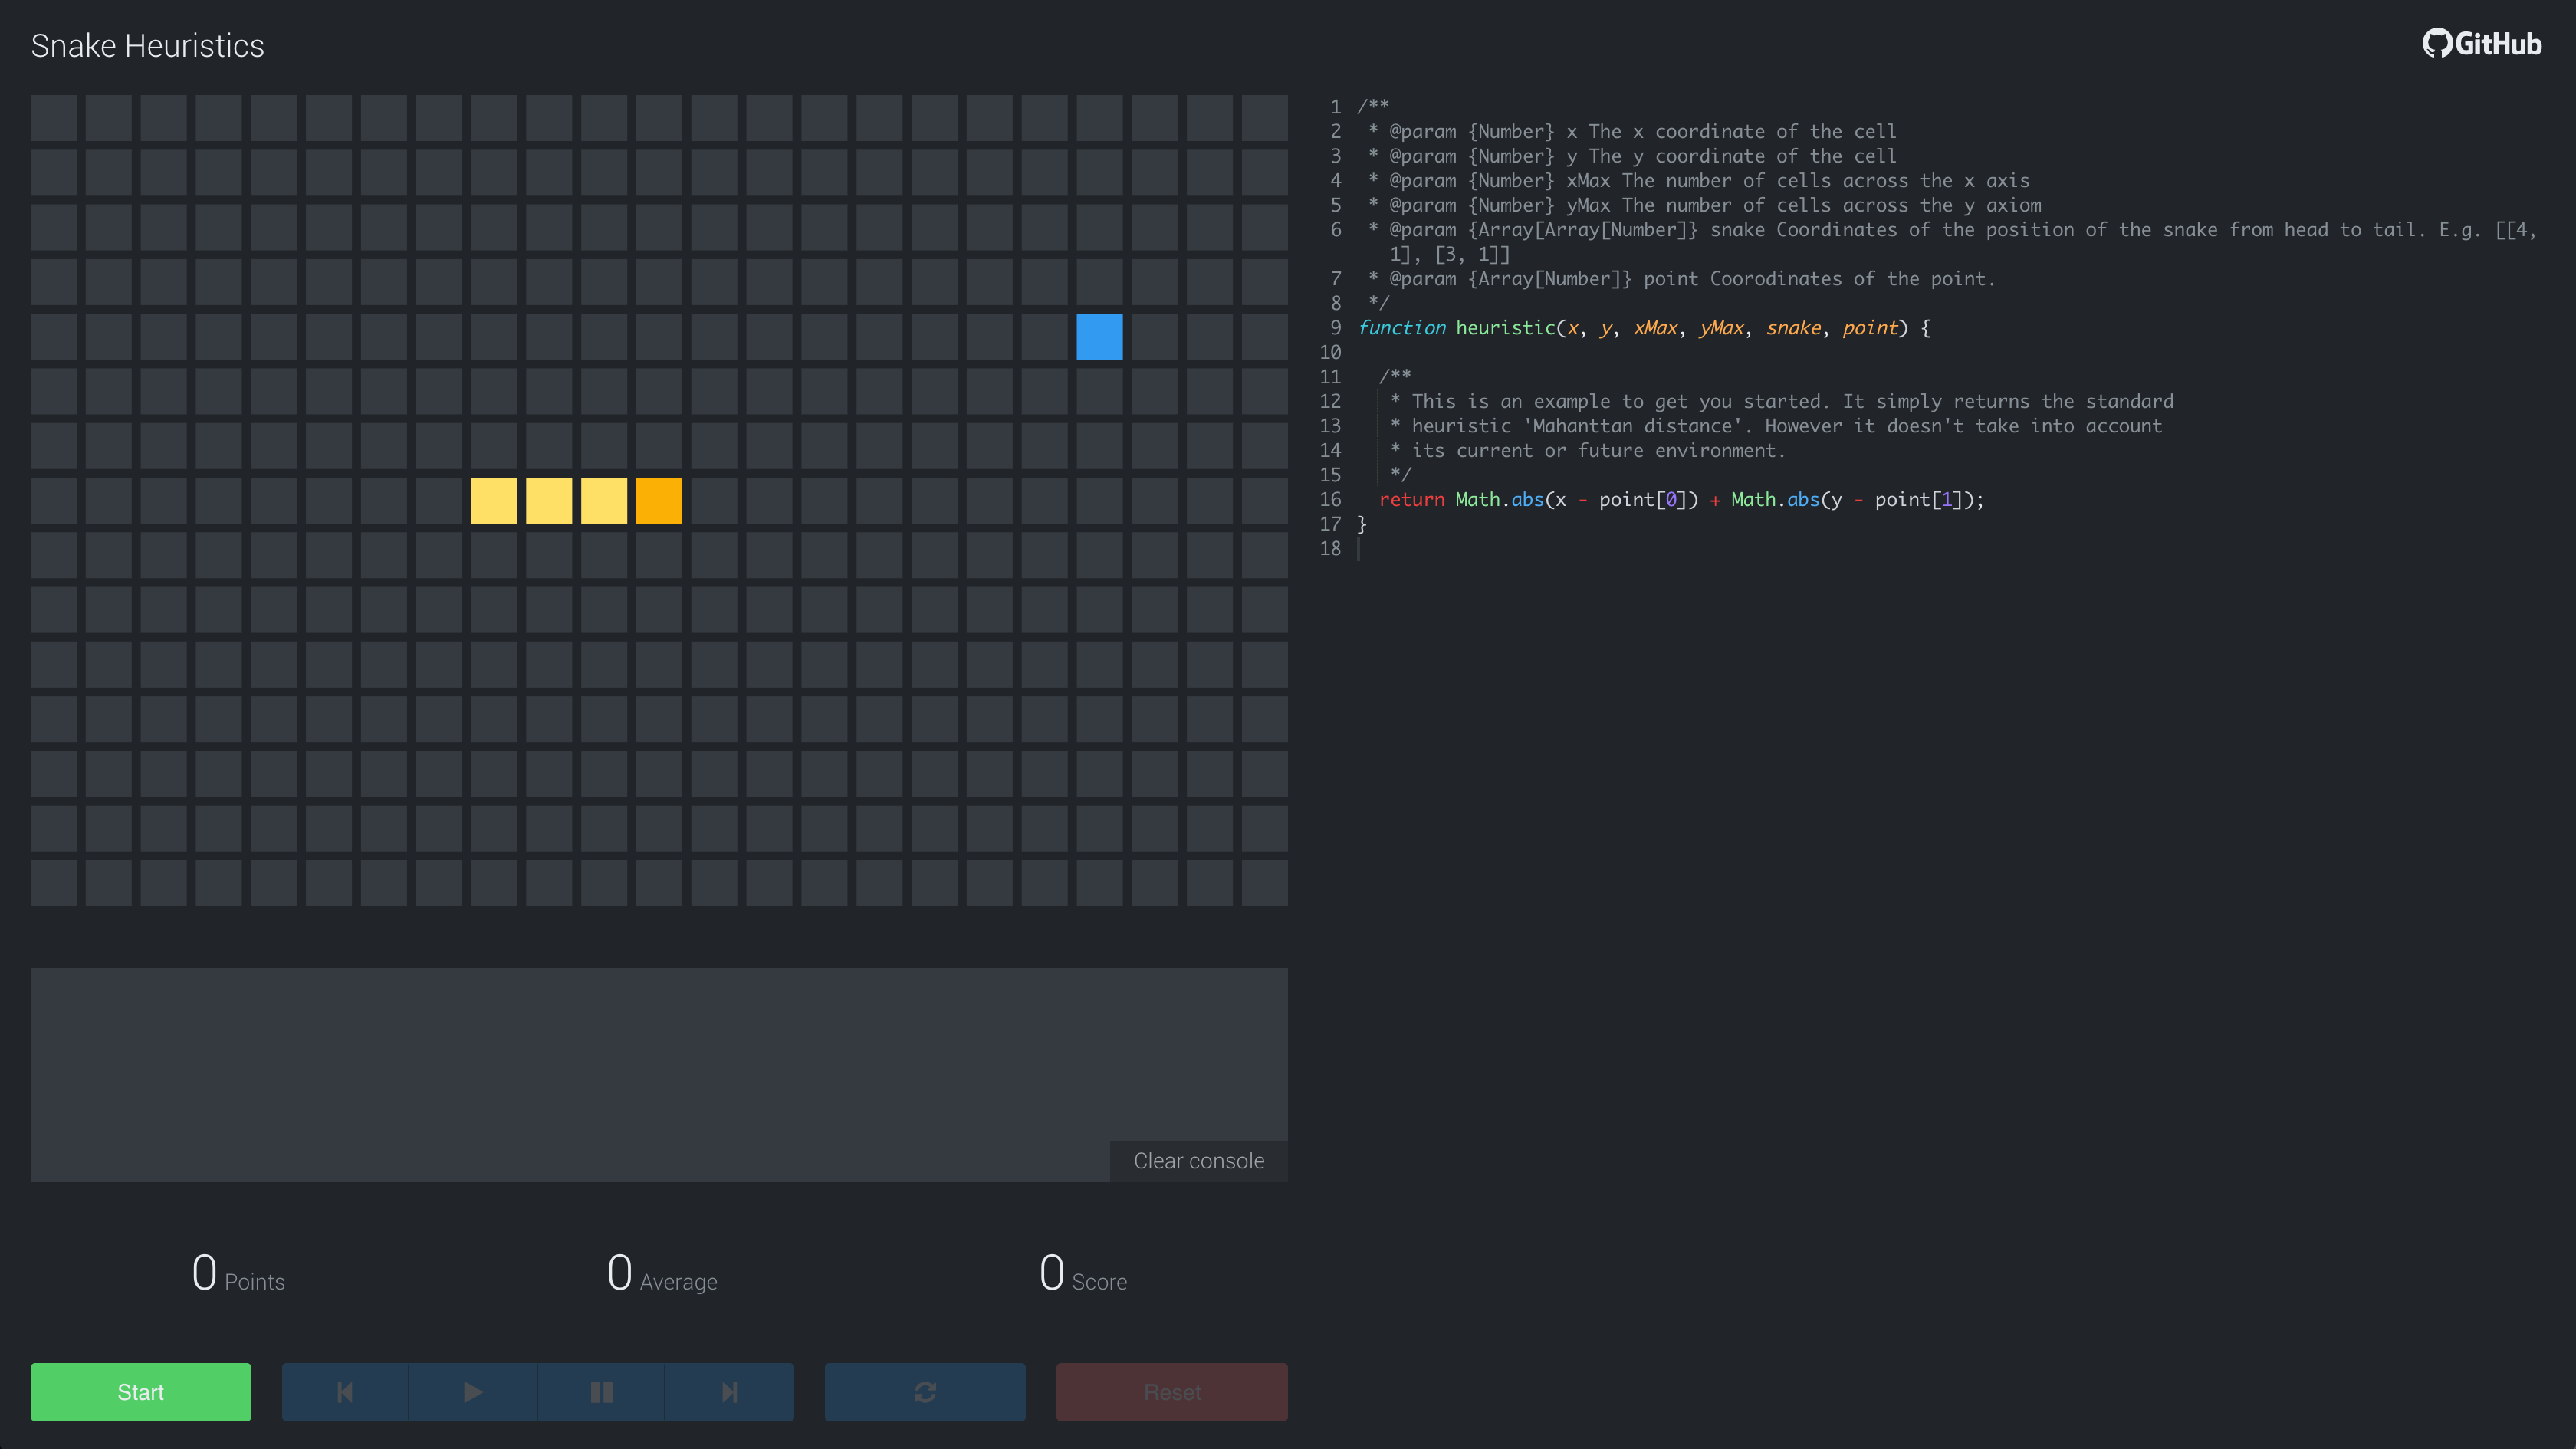 Snake Heuristics
GitHub
1 /**
2 * @param {Number} x The x coordinate of the cell
3 * @param {Number} y The y coordinate of the cell
4 * @param {Number} xMax The number of cells across the x axis
5 * @param {Number} yMax The number of cells across the y axiom
6 * @param {Array[Array[Number]} snake Coordinates of the position of the snake from head to tail. E.g. [[4,
1], [3, 1]]
7 * @param {Array[Number]} point Coorodinates of the point.
8 */
9 function heuristic(x, y, xMax, yMax, snake, point) {
10
11 /**
12 * This is an example to get you started. It simply returns the standard
13 * heuristic 'Mahanttan distance'. However it doesn't take into account
14 * its current or future environment.
15 */
16 return Math.abs(x - point[0]) + Math.abs(y - point[1]);
17 }
18
Clear console
0 Points
0 Average
0 Score
Start
Reset